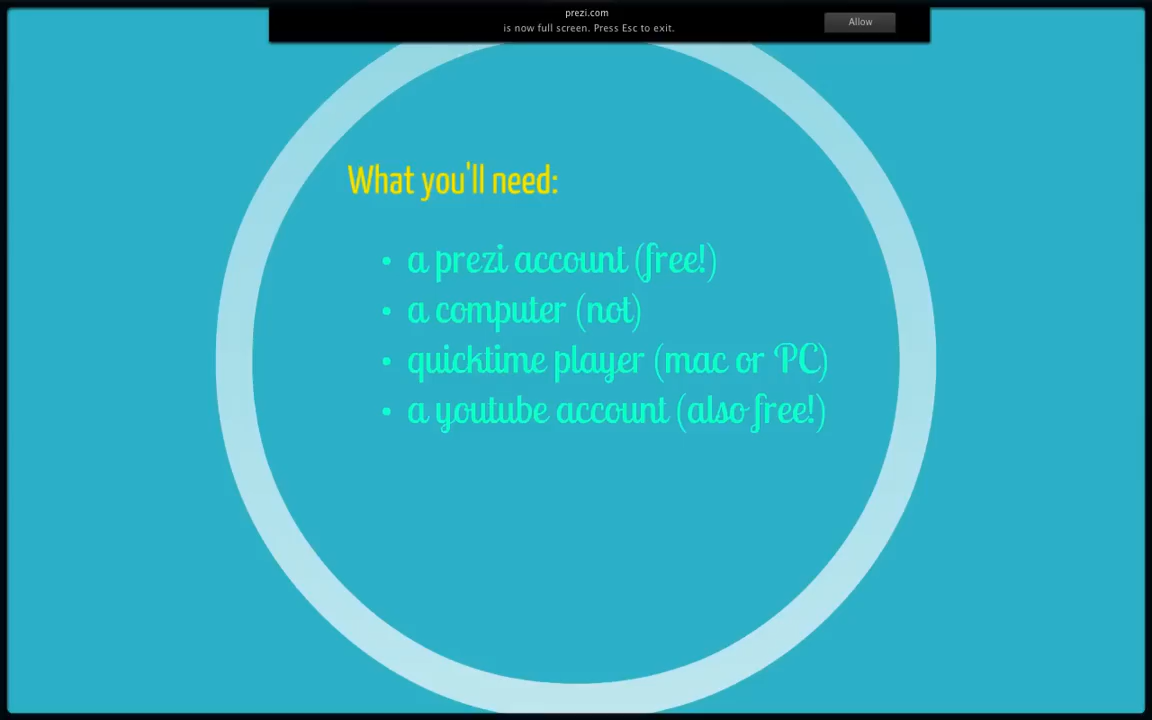 prezi.com
is now full screen. Press Esc to exit.
Allow
What you'll need:
• a prezi account (free!)
• a computer (not)
• quicktime player (mac or PC)
• a youtube account (also free!)